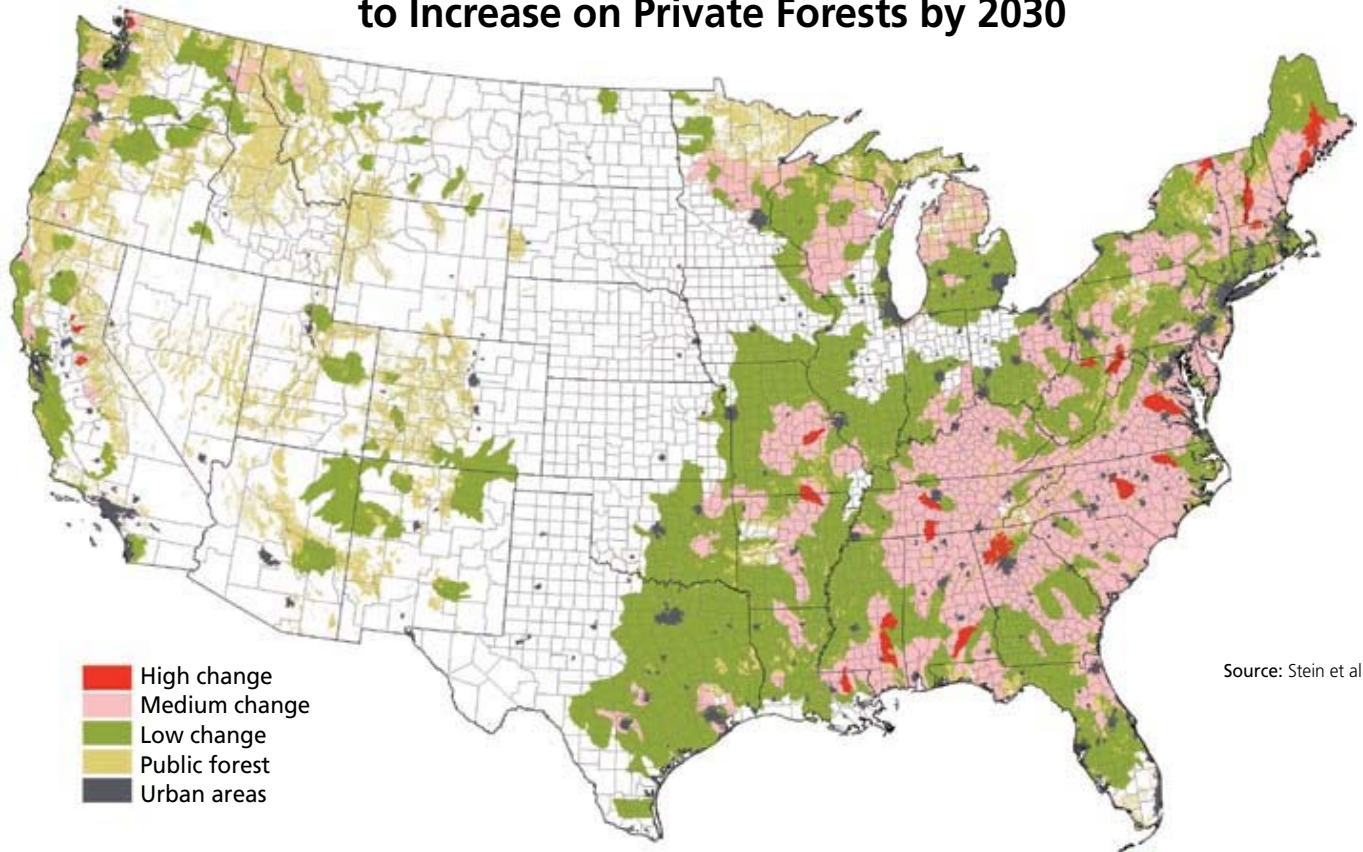 to Increase on Private Forests by 2030
High change
Medium change
Low change
Public forest
Urban areas
Source: Stein et al